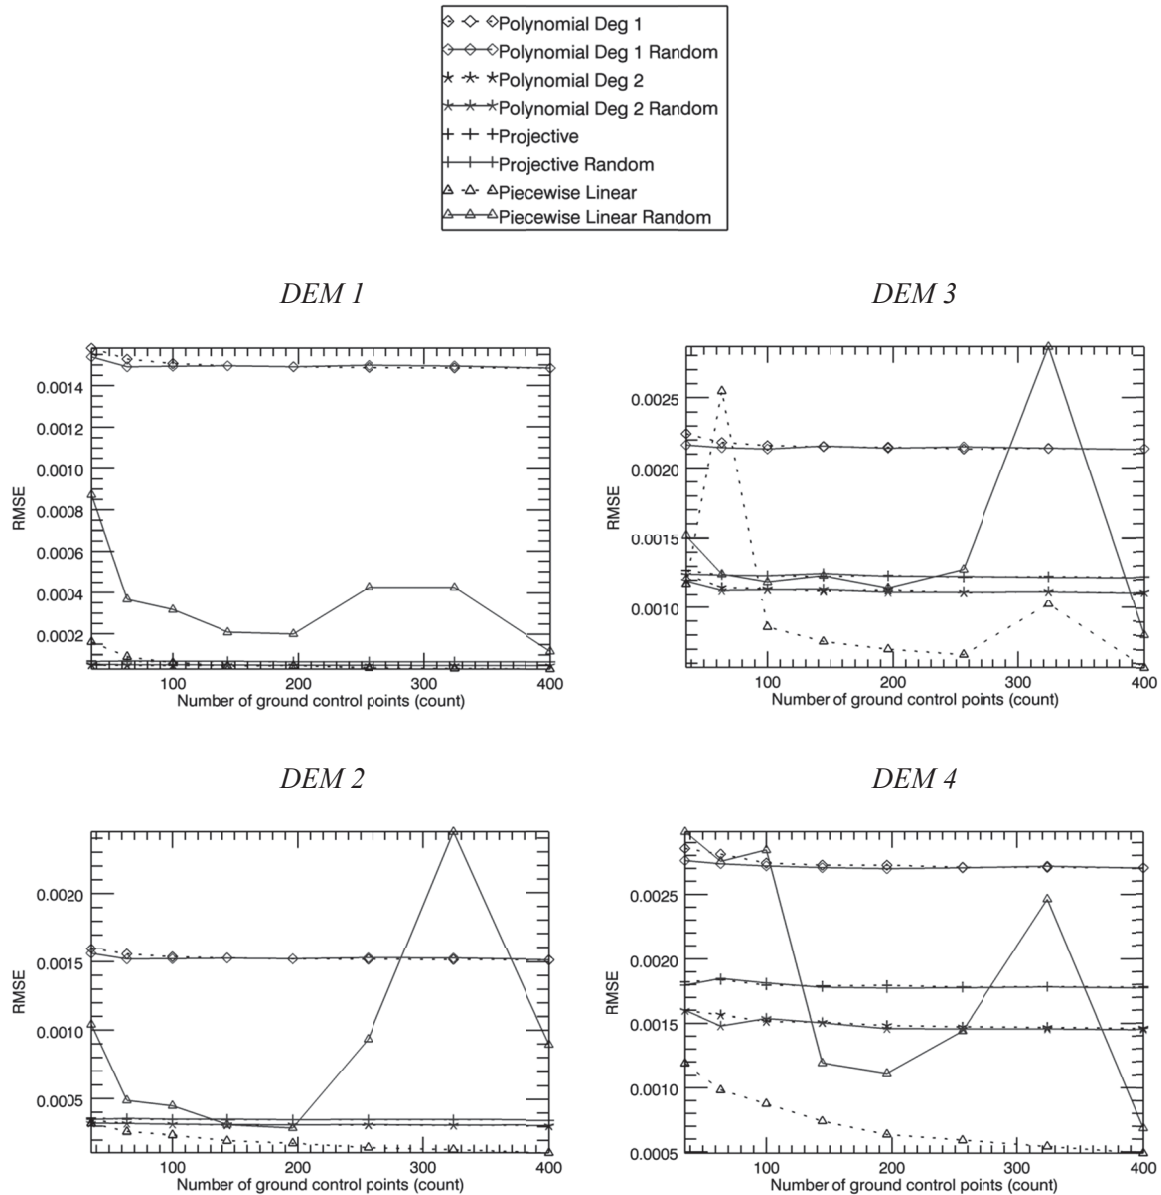 Polynomial Deg 1
Polynomial Deg 1 Random
Polynomial Deg 2
Polynomial Deg 2 Random
Projective
Projective Random
Piecewise Linear
Piecewise Linear Random
DEM 1
0.0014
0.0012
0.0010
0.0008
0.0006
0.0004
0.0002
RMSE
100
200
300
400
Number of ground control points (count)
DEM 3
0.0025
0.0020
0.0015
0.0010
RMSE
100
200
300
400
Number of ground control points (count)
DEM 2
0.0020
0.0015
0.0010
0.0005
RMSE
100
200
300
400
Number of ground control points (count)
DEM 4
0.0025
0.0020
0.0015
0.0010
0.0005
RMSE
100
200
300
400
Number of ground control points (count)